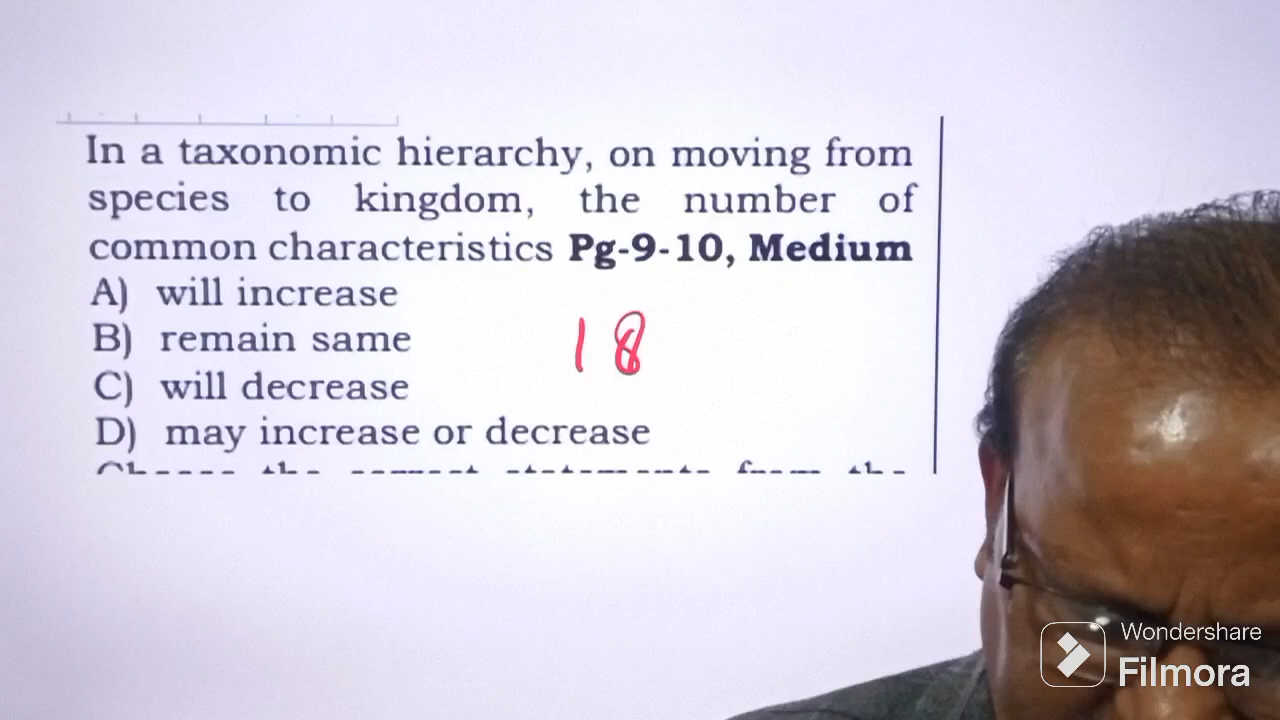 In a taxonomic hierarchy, on moving from
species to kingdom, the number of
common characteristics Pg-9-10, Medium
A) will increase
B) remain same
18
C) will decrease
D) may increase or decrease
Wondershare
Filmora